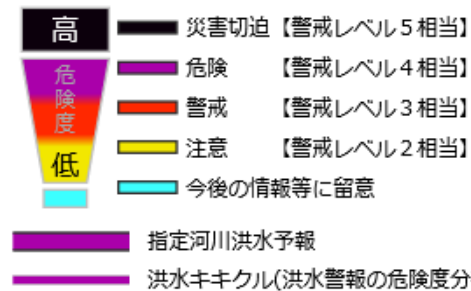 高
災害切迫【警戒レベル5相当】
危険度
危険 【警戒レベル4相当】
警戒 【警戒レベル3相当】
注意 【警戒レベル2相当】
低
今後の情報等に留意
指定河川洪水予報
洪水キキクル(洪水警報の危険度分